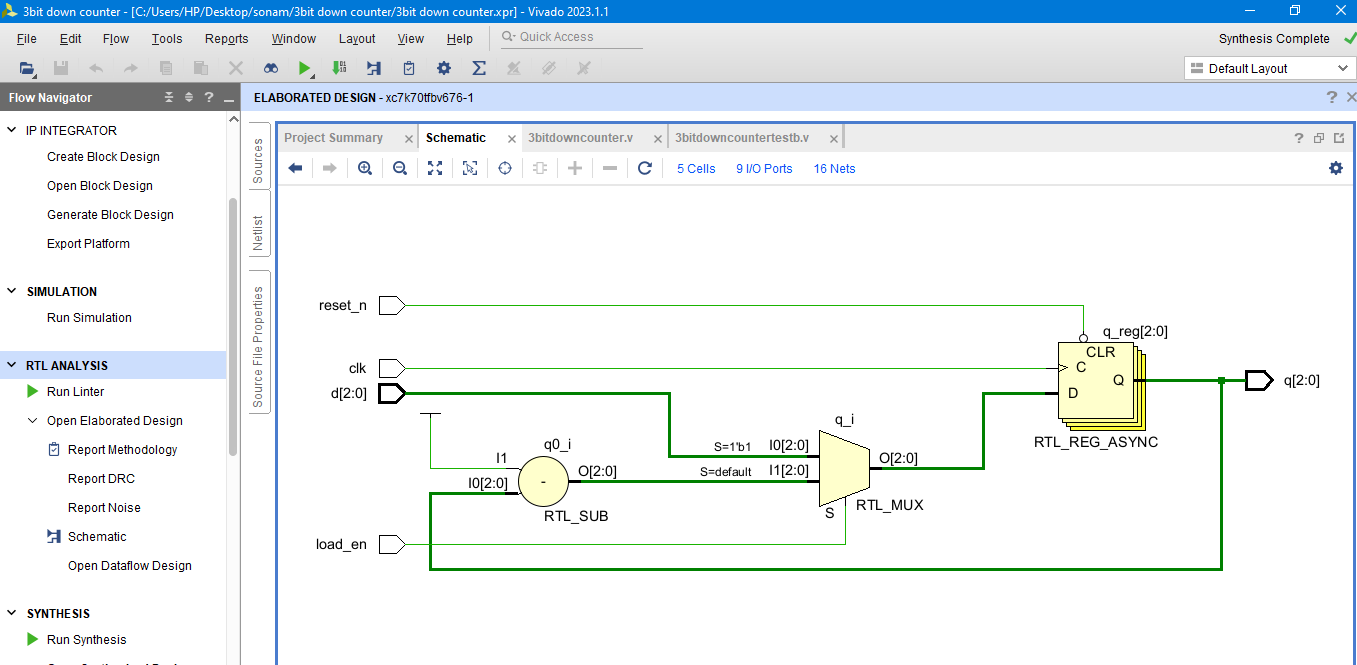 3bit down counter - [C:/Users/HP/Desktop/sonam/3bit down counter/3bit down counter.xpr] - Vivado 2023.1.1
File Edit Flow Tools Reports Window Layout View Help Quick Access Synthesis Complete
Default Layout
Flow Navigator
ELABORATED DESIGN - xc7k70tfbv676-1
IP INTEGRATOR
Create Block Design
Open Block Design
Generate Block Design
Export Platform
SIMULATION
Run Simulation
RTL ANALYSIS
Run Linter
Open Elaborated Design
Report Methodology
Report DRC
Report Noise
Schematic
Open Dataflow Design
SYNTHESIS
Run Synthesis
Sources
Netlist
Source File Properties
Project Summary Schematic 3bitdowncounter.v 3bitdowncountertestb.v
5 Cells 9 I/O Ports 16 Nets
reset_n
q_reg[2:0]
CLR
clk
C
Q
q[2:0]
d[2:0]
D
q_i
RTL_REG_ASYNC
q0_i
S=1'b1 I0[2:0]
I1
O[2:0]
S=default I1[2:0]
O[2:0]
I0[2:0]
-
RTL_SUB
S
RTL_MUX
load_en